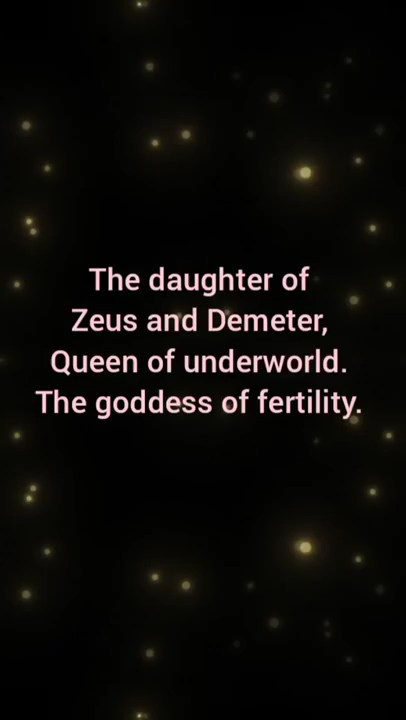 The daughter of
Zeus and Demeter,
Queen of underworld.
The goddess of fertility.